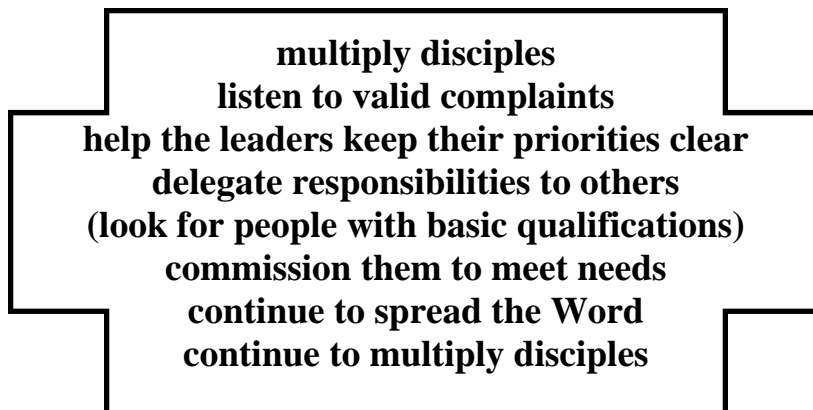 multiply disciples
listen to valid complaints
help the leaders keep their priorities clear
delegate responsibilities to others
(look for people with basic qualifications)
commission them to meet needs
continue to spread the Word
continue to multiply disciples